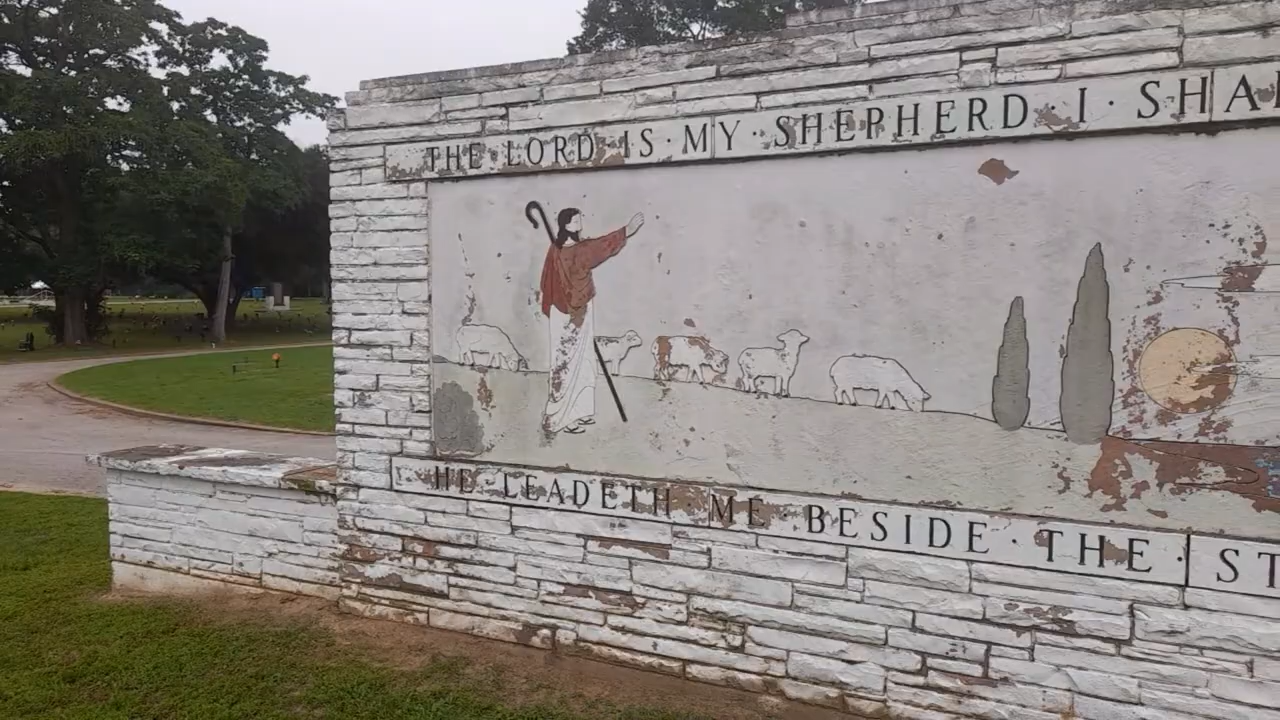 THE LORD IS·MY·SHEPHERD·I·SHA
HE LEADETH ME BESIDE·THE·ST